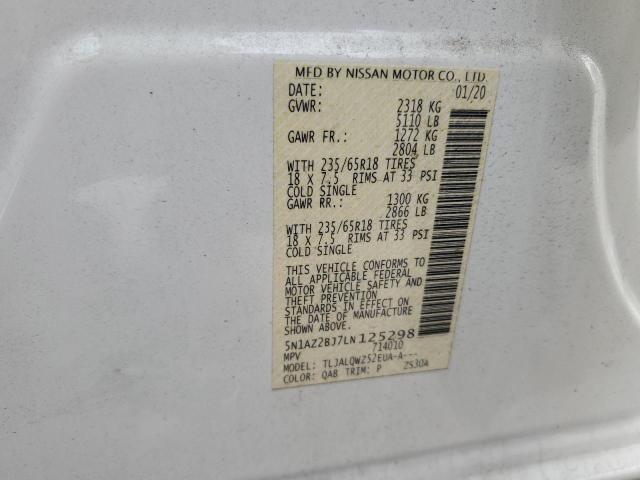 MFD BY NISSAN MOTOR CO., LTD.
DATE: 01/20
GVWR: 2318 KG
5110 LB
GAWR FR.: 1272 KG
2804 LB
WITH 235/65R18 TIRES
18 X 7.5 RIMS AT 33 PSI
COLD SINGLE
GAWR RR.: 1300 KG
2866 LB
WITH 235/65R18 TIRES
18 X 7.5 RIMS AT 33 PSI
COLD SINGLE
THIS VEHICLE CONFORMS TO
ALL APPLICABLE FEDERAL
MOTOR VEHICLE SAFETY AND
THEFT PREVENTION
STANDARDS IN EFFECT ON
THE DATE OF MANUFACTURE
SHOWN ABOVE.
5N1AZ2BJ7LN125298
MPV 714010
MODEL: TLJALQWZ52EUA-A---
COLOR: QAB TRIM: P 2S30A